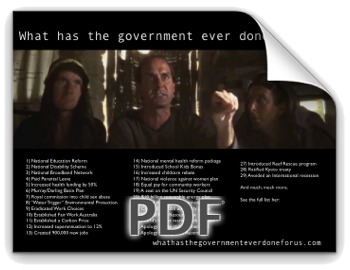 What has the government ever don
1) National Education Reform
2) National Disability Scheme
3) National Broadband Network
4) Paid Parental Leave
5) Increased health funding by 50%
6) Murray/Darling Basin Plan
7) Royal commission into child sex abuse
8) "Water Trigger" Environmental Protection
9) Eradicated Work Choices
10) Established Fair Work Australia
11) Established a Carbon Price
12) Increased superannuation to 12%
13) Created 900,000 new jobs
14) National mental health reform package
15) Introduced School Kids Bonus
16) Increased childcare rebate
17) National violence against women plan
18) Equal pay for community workers
19) A seat on the UN Security Council
27) Introduced Reef Rescue program
28) Ratified Kyoto treaty
29) Avoided an international recession
And much, much more.
See the full list here:
PDF
whathasthegovernmenteverdoneforus.com